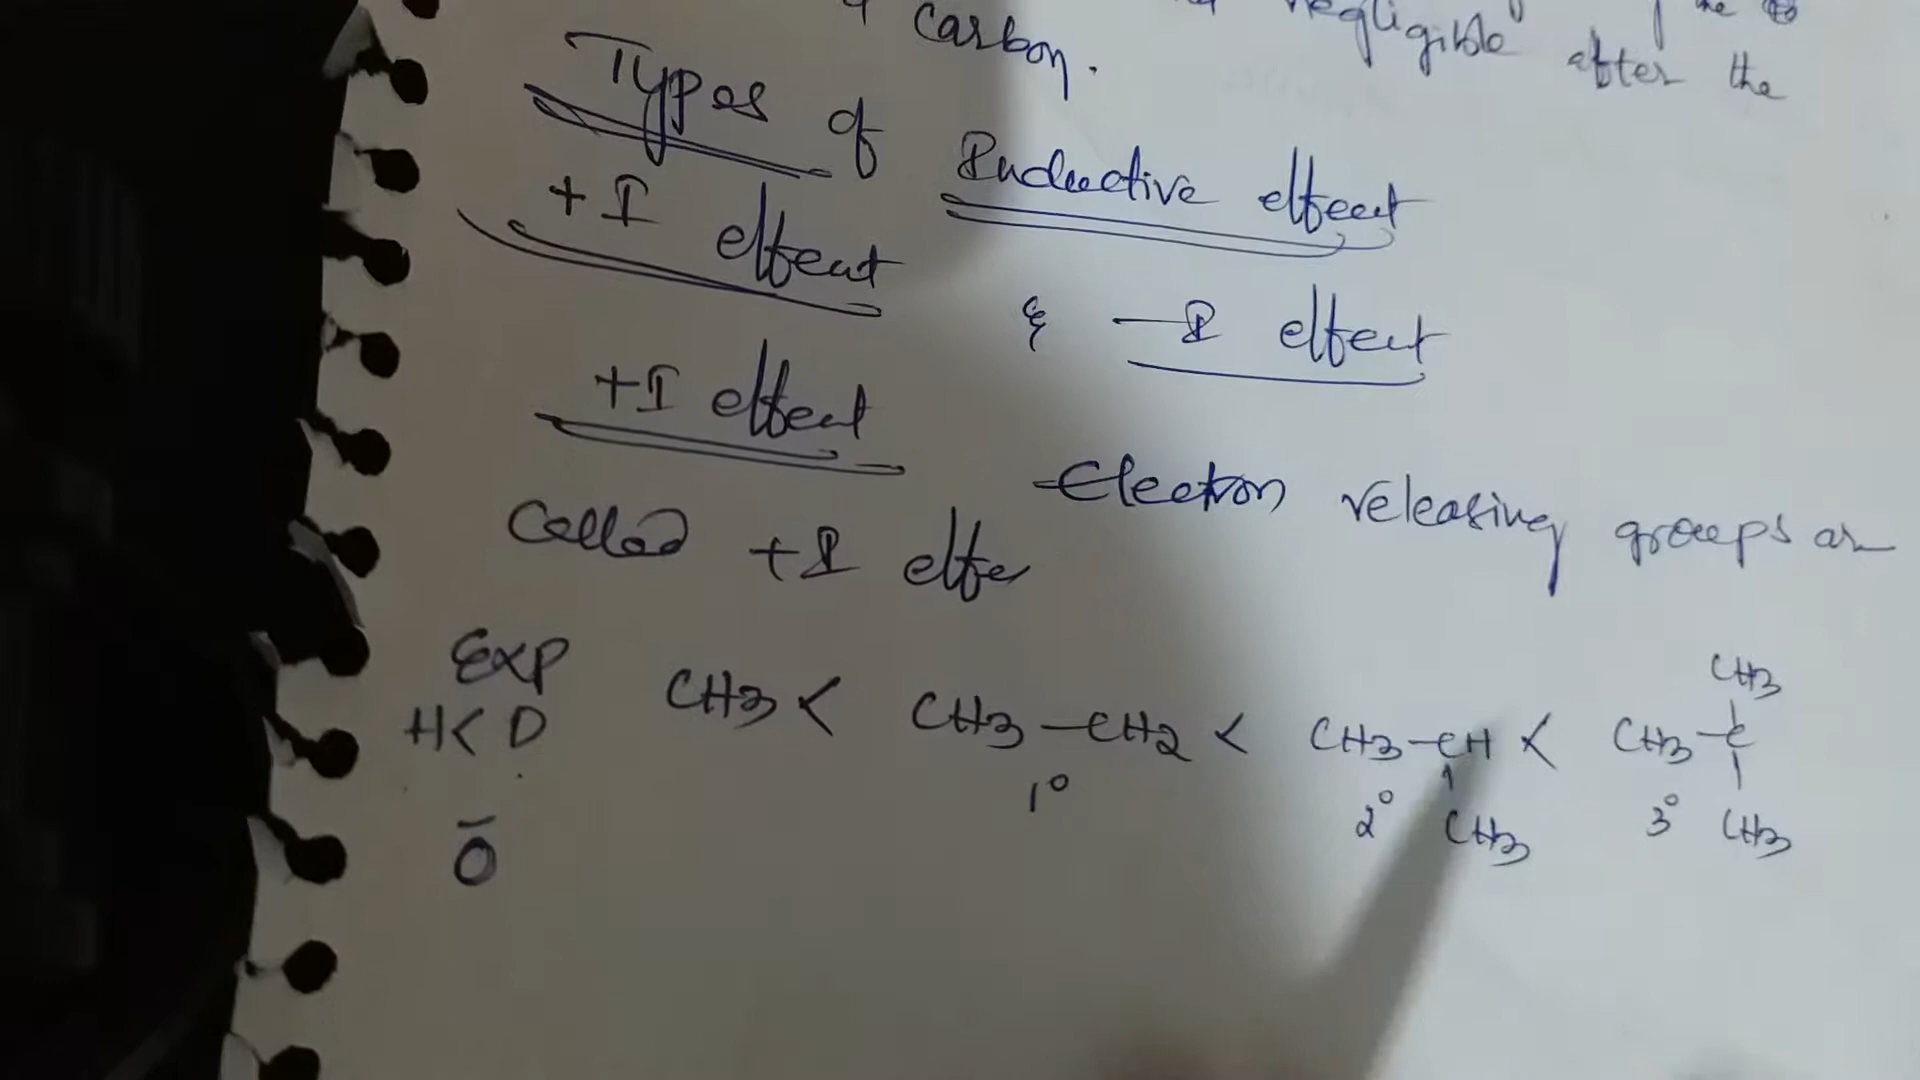 carbon. negligible after the
Types of Inductive effect
+I effect & -I effect
+I effect
Electron releasing groups are
Called +I effe
Exp
H< D CH3 < CH3-CH2 < CH3-CH < CH3-C
CH3
1° 2° CH3 3° CH3
O-